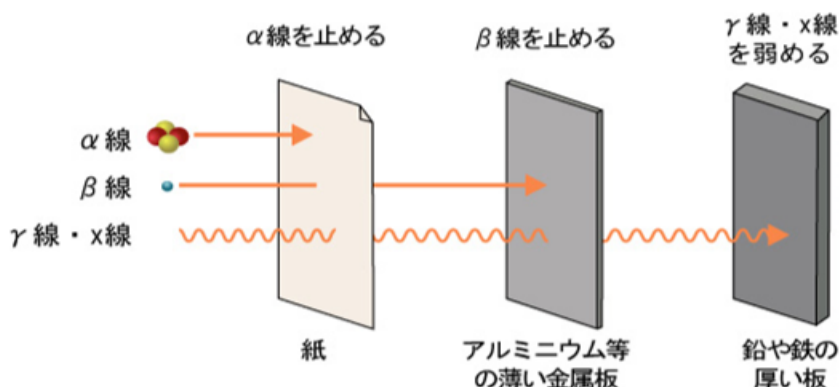 α線を止める
β線を止める
γ線・x線
を弱める
α線
β線
γ線・x線
紙
アルミニウム等
の薄い金属板
鉛や鉄の
厚い板